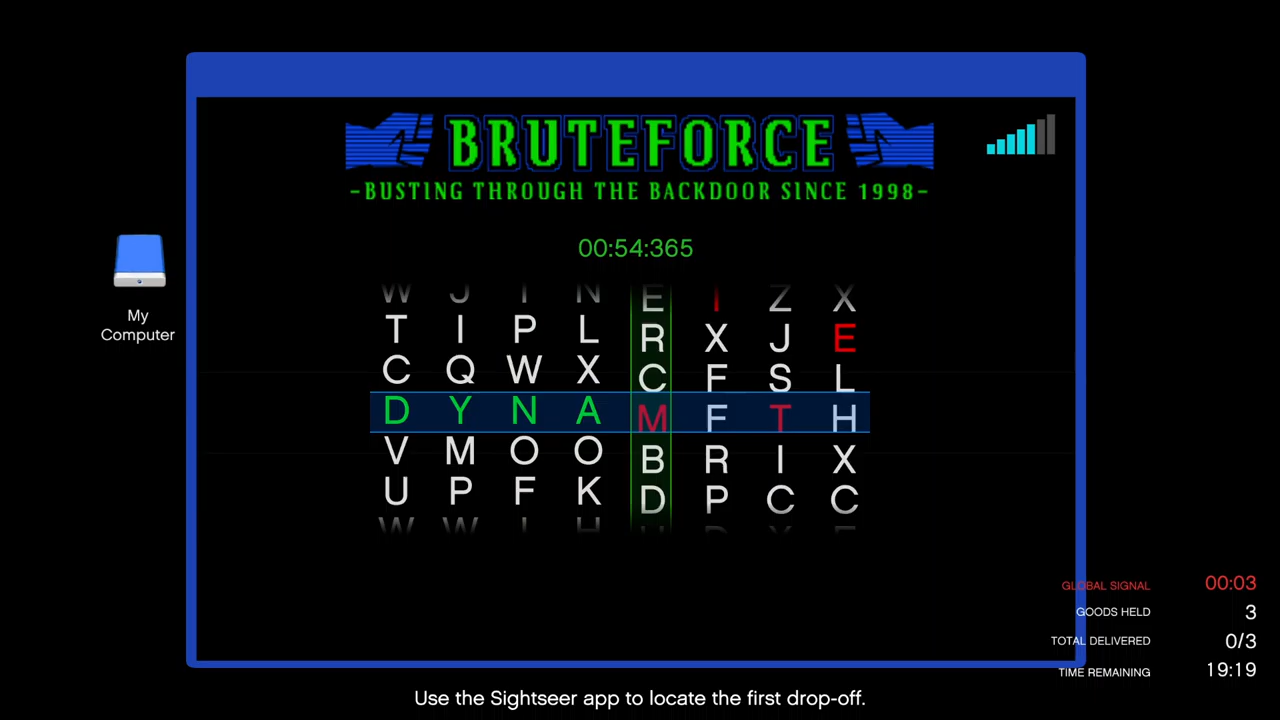 BRUTEFORCE
-BUSTING THROUGH THE BACKDOOR SINCE 1998-
00:54:365
My
Computer
W J I N E I Z X
T I P L R X J E
C Q W X C F S L
D Y N A M F T H
V M O O B R I X
U P F K D P C C
GLOBAL SIGNAL 00:03
GOODS HELD 3
TOTAL DELIVERED 0/3
TIME REMAINING 19:19
Use the Sightseer app to locate the first drop-off.